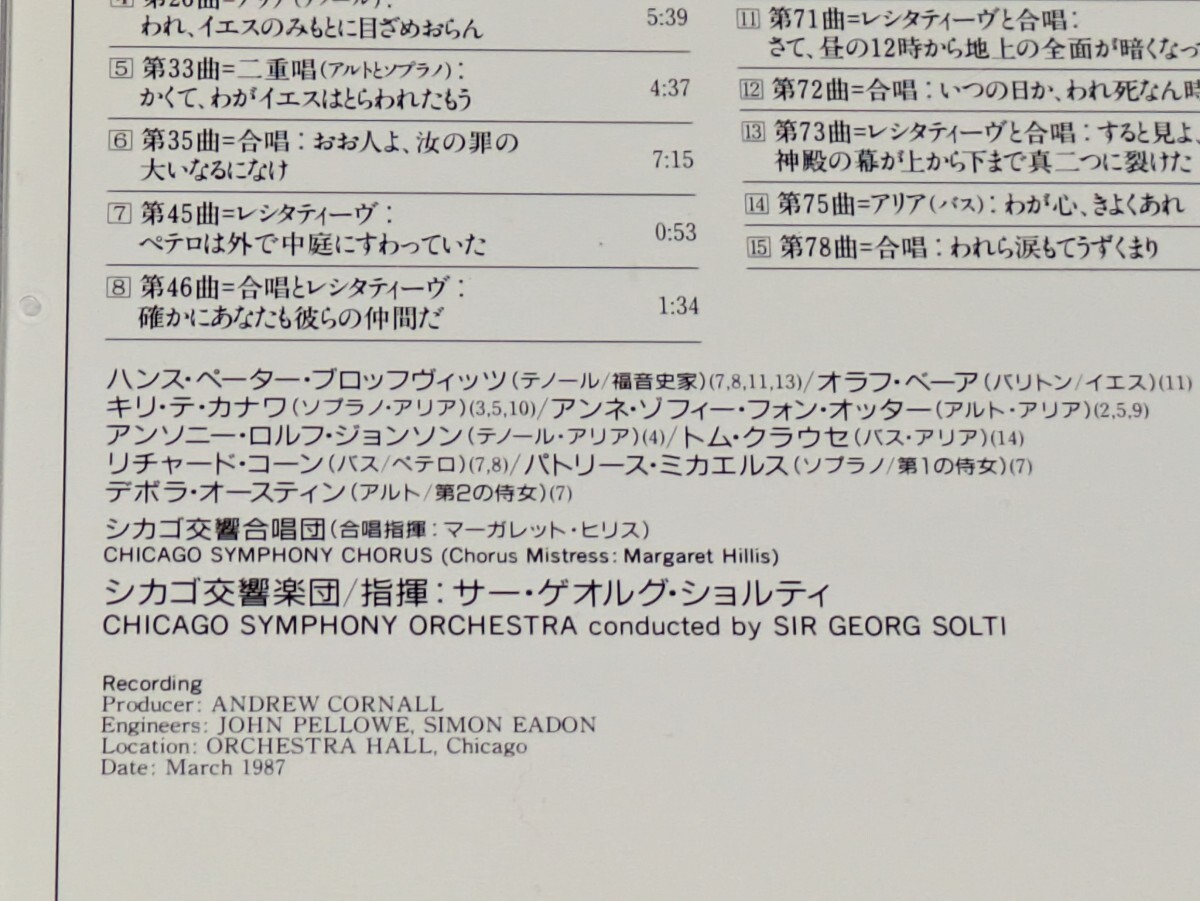 4 第26曲=アリア(テノール):
われ、イエスのみもとに目ざめおらん 5:39
5 第33曲=二重唱(アルトとソプラノ):
かくて、わがイエスはとらわれたもう 4:37
6 第35曲=合唱:おお人よ、汝の罪の
大いなるになけ 7:15
7 第45曲=レシタティーヴ:
ペテロは外で中庭にすわっていた 0:53
8 第46曲=合唱とレシタティーヴ:
確かにあなたも彼らの仲間だ 1:34
11 第71曲=レシタティーヴと合唱:
さて、昼の12時から地上の全面が暗くなっ
12 第72曲=合唱:いつの日か、われ死なん時
13 第73曲=レシタティーヴと合唱:すると見よ、
神殿の幕が上から下まで真二つに裂けた
14 第75曲=アリア(バス):わが心、きよくあれ
15 第78曲=合唱:われら涙もてうずくまり
ハンス・ペーター・ブロッフヴィッツ(テノール/福音史家)(7,8,11,13)/オラフ・ベーア(バリトン/イエス)(11)
キリ・テ・カナワ(ソプラノ・アリア)(3,5,10)/アンネ・ゾフィー・フォン・オッター(アルト・アリア)(2,5,9)
アンソニー・ロルフ・ジョンソン(テノール・アリア)(4)/トム・クラウセ(バス・アリア)(14)
リチャード・コーン(バス/ペテロ)(7,8)/パトリース・ミカエルス(ソプラノ/第1の侍女)(7)
デボラ・オースティン(アルト/第2の侍女)(7)
シカゴ交響合唱団(合唱指揮:マーガレット・ヒリス)
CHICAGO SYMPHONY CHORUS (Chorus Mistress: Margaret Hillis)
シカゴ交響楽団/指揮:サー・ゲオルグ・ショルティ
CHICAGO SYMPHONY ORCHESTRA conducted by SIR GEORG SOLTI
Recording
Producer: ANDREW CORNALL
Engineers: JOHN PELLOWE, SIMON EADON
Location: ORCHESTRA HALL, Chicago
Date: March 1987